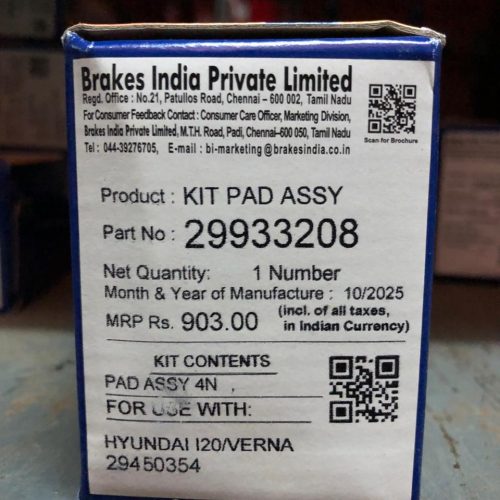 Brakes India Private Limited
Regd. Office : No.21, Patullos Road, Chennai – 600 002, Tamil Nadu
For Consumer Feedback Contact : Consumer Care Officer, Marketing Division,
Brakes India Private Limited, M.T.H. Road, Padi, Chennai–600 050, Tamil Nadu
Tel : 044-39276705, E-mail : bi-marketing@brakesindia.co.in
Scan for Brochure
Product : KIT PAD ASSY
Part No : 29933208
Net Quantity: 1 Number
Month & Year of Manufacture : 10/2025
MRP Rs. 903.00 (incl. of all taxes, in Indian Currency)
KIT CONTENTS
PAD ASSY 4N ,
FOR USE WITH:
HYUNDAI I20/VERNA
29450354